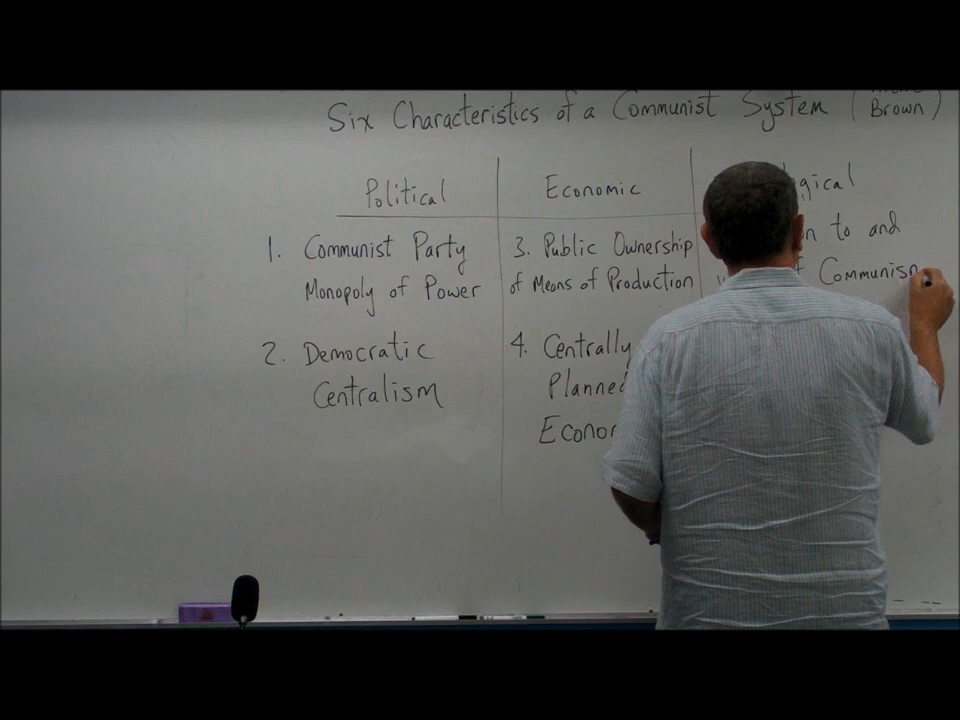 Six Characteristics of a Communist System ( Brown)
Political
Economic
1. Communist Party
Monopoly of Power
2. Democratic
Centralism
3. Public Ownership
of Means of Production
4. Centrally
Planned
to and
Communism